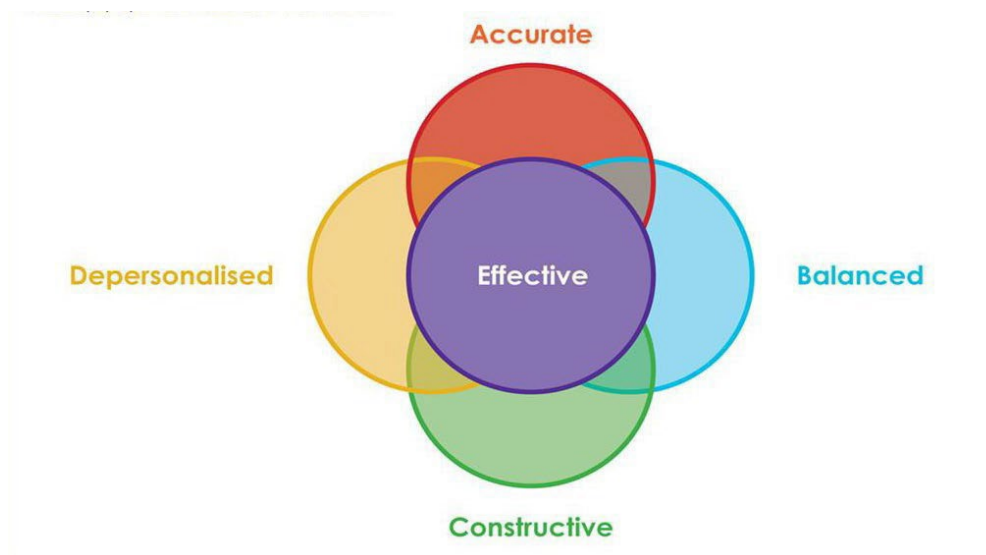 Accurate
Depersonalised
Effective
Balanced
Constructive